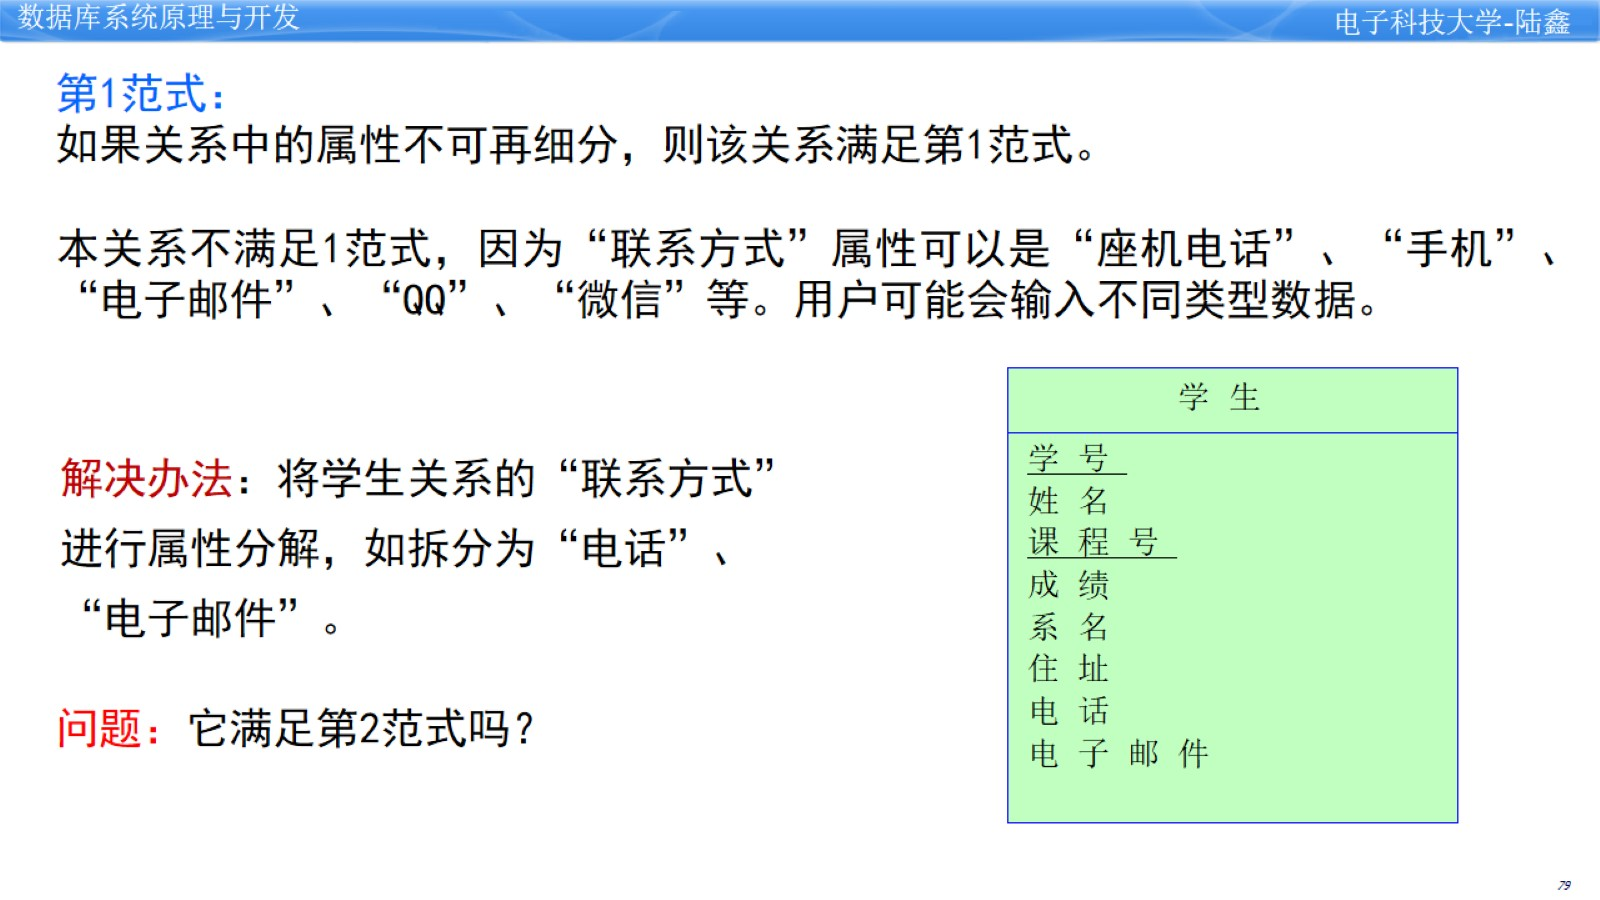 数据库系统原理与开发
电子科技大学-陆鑫
第1范式：
如果关系中的属性不可再细分，则该关系满足第1范式。
本关系不满足1范式，因为“联系方式”属性可以是“座机电话”、“手机”、
“电子邮件”、“QQ”、“微信”等。用户可能会输入不同类型数据。
解决办法：将学生关系的“联系方式”
进行属性分解，如拆分为“电话”、
“电子邮件”。
问题：它满足第2范式吗？
学生
学号
姓名
课程号
成绩
系名
住址
电话
电子邮件
79